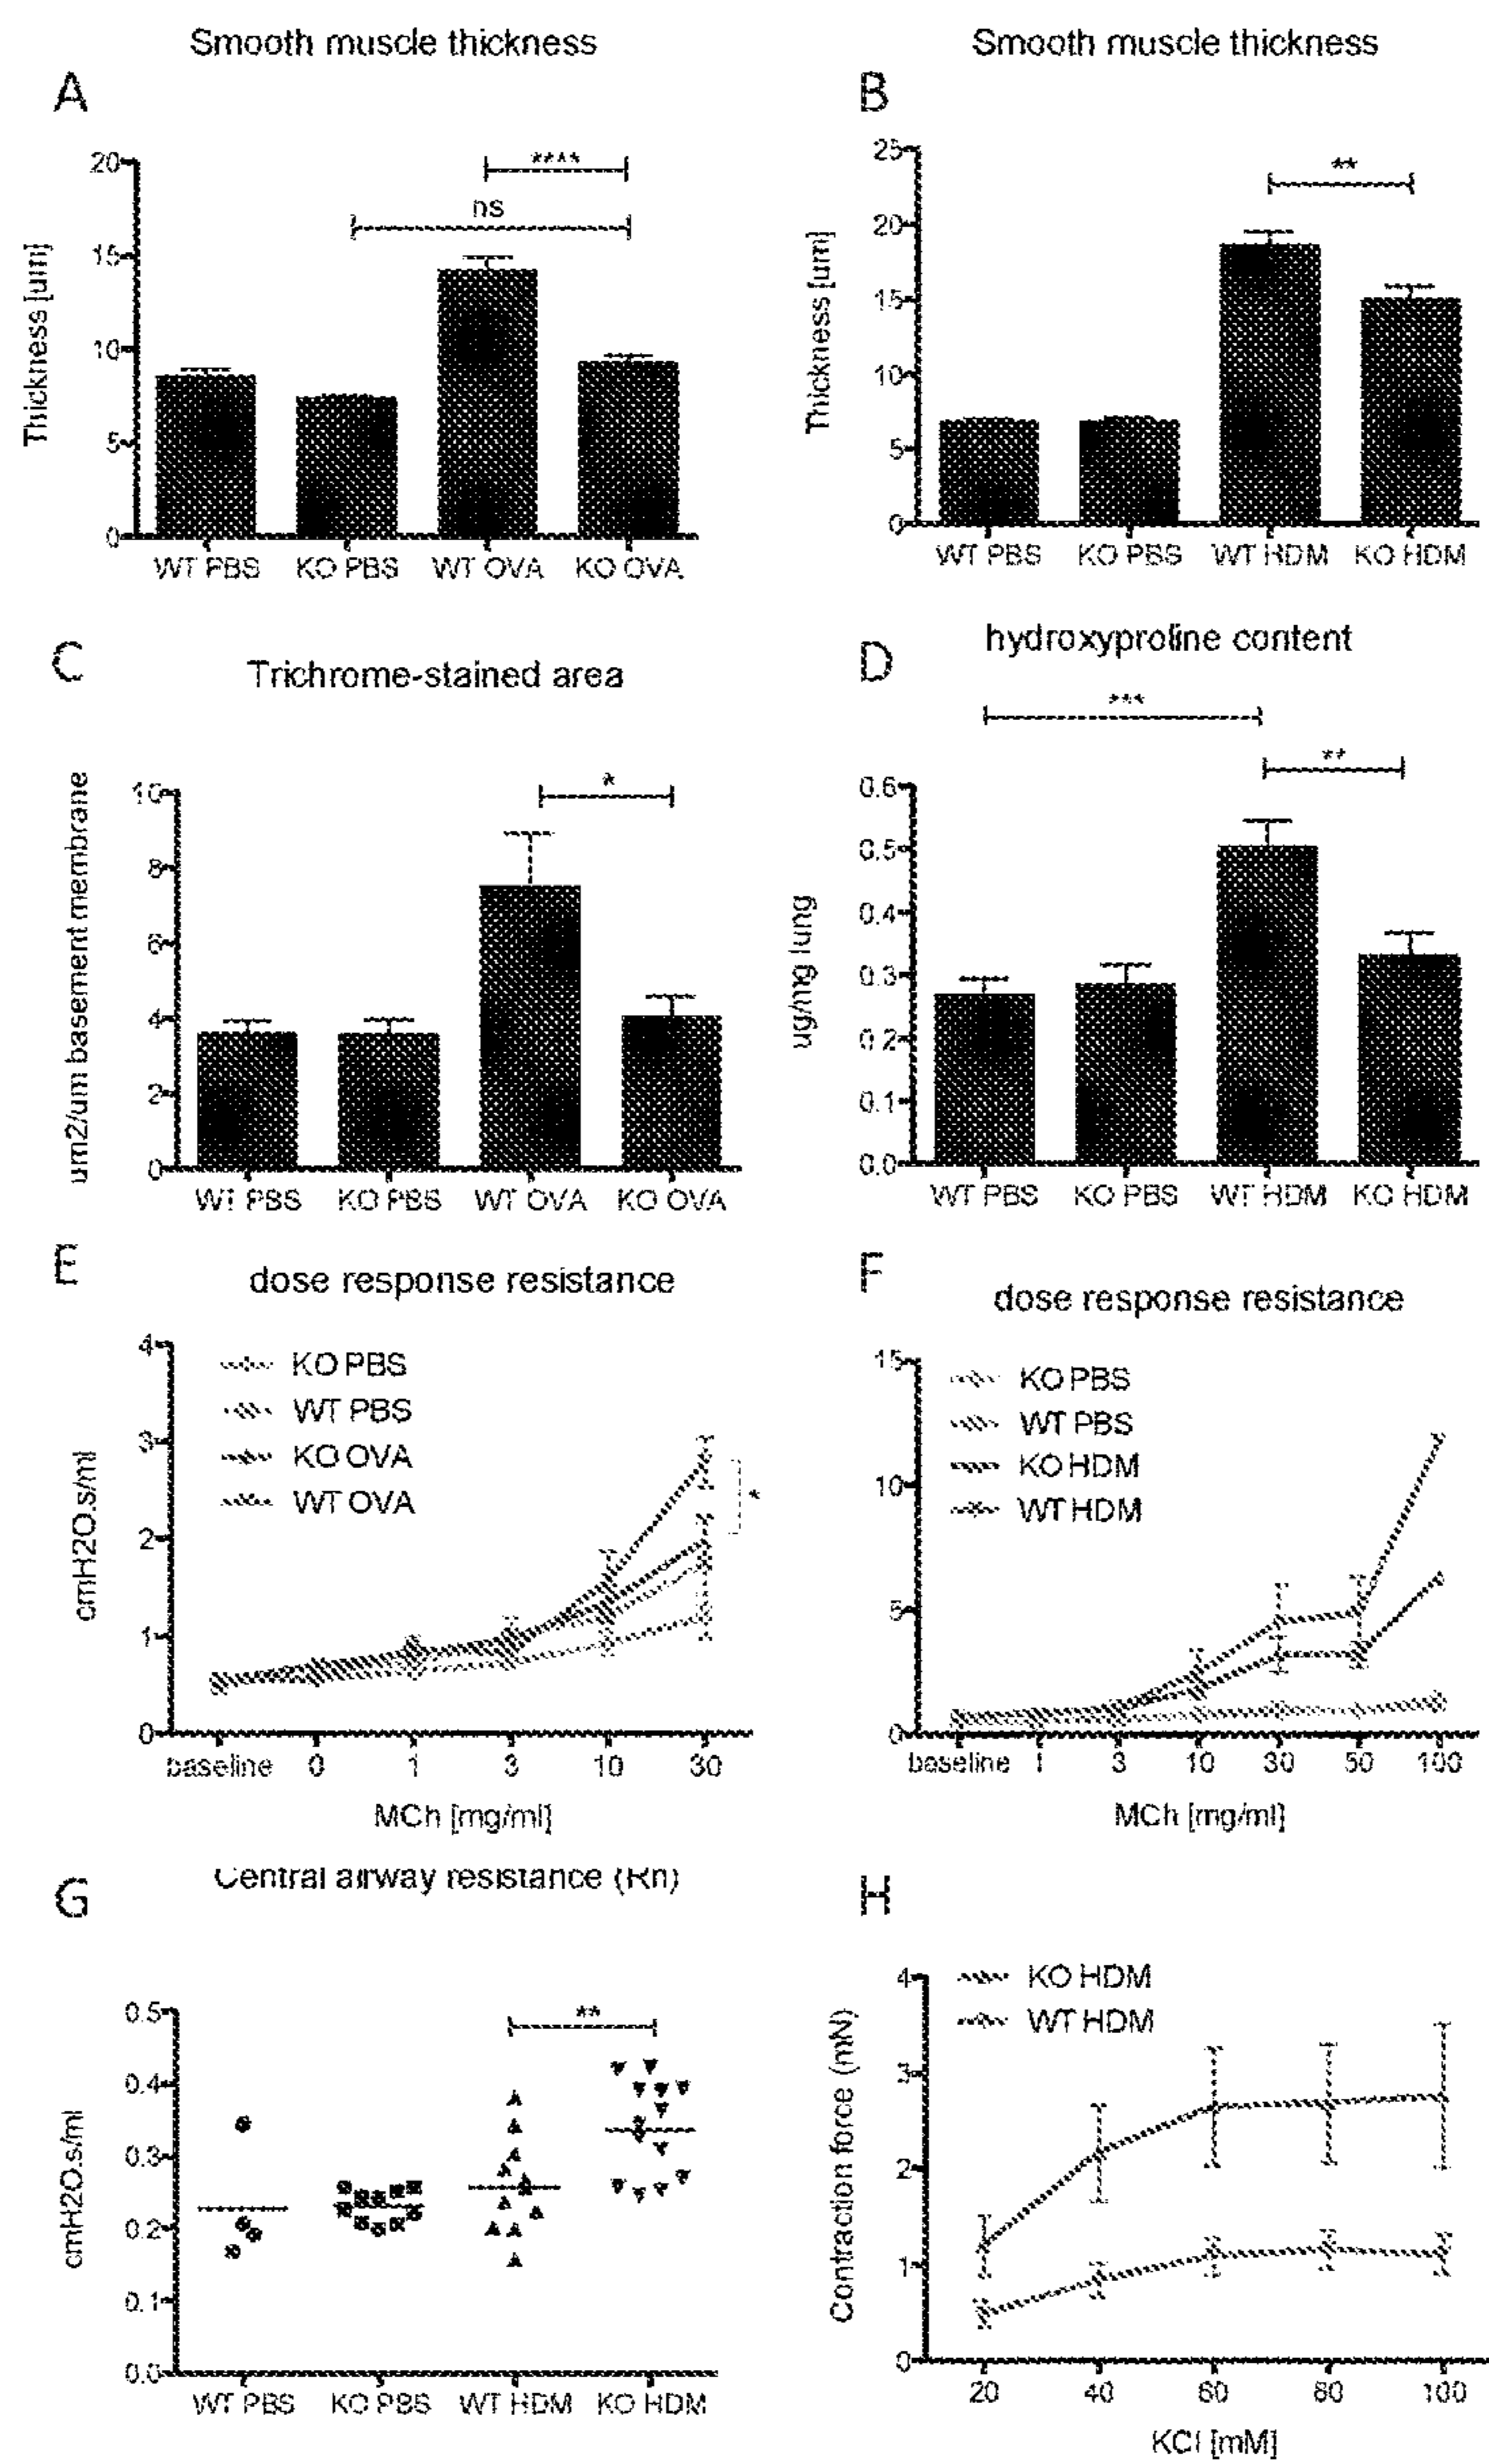 Smooth muscle thickness
A
20
15
10
5
0
Thickness [um]
****
ns
WT PBS KO PBS WT OVA KO OVA
Smooth muscle thickness
B
25
20
15
10
5
0
Thickness [um]
**
WT PBS KO PBS WT HDM KO HDM
C
Trichrome-stained area
10
8
6
4
2
0
um2/um basement membrane
*
WT PBS KO PBS WT OVA KO OVA
hydroxyproline content
D
***
**
0.6
0.5
0.4
0.3
0.2
0.1
0.0
ug/mg lung
WT PBS KO PBS WT HDM KO HDM
E
dose response resistance
4
3
2
1
0
cmH2O.s/ml
KO PBS
WT PBS
KO OVA
WT OVA
*
baseline 0 1 3 10 30
MCh [mg/ml]
F
dose response resistance
15
10
5
0
KO PBS
WT PBS
KO HDM
WT HDM
baseline 1 3 10 30 50 100
MCh [mg/ml]
G
Central airway resistance (Rn)
0.5
0.4
0.3
0.2
0.1
0.0
cmH2O.s/ml
**
WT PBS KO PBS WT HDM KO HDM
H
4
3
2
1
0
Contraction force (mN)
KO HDM
WT HDM
20 40 60 80 100
KCl [mM]